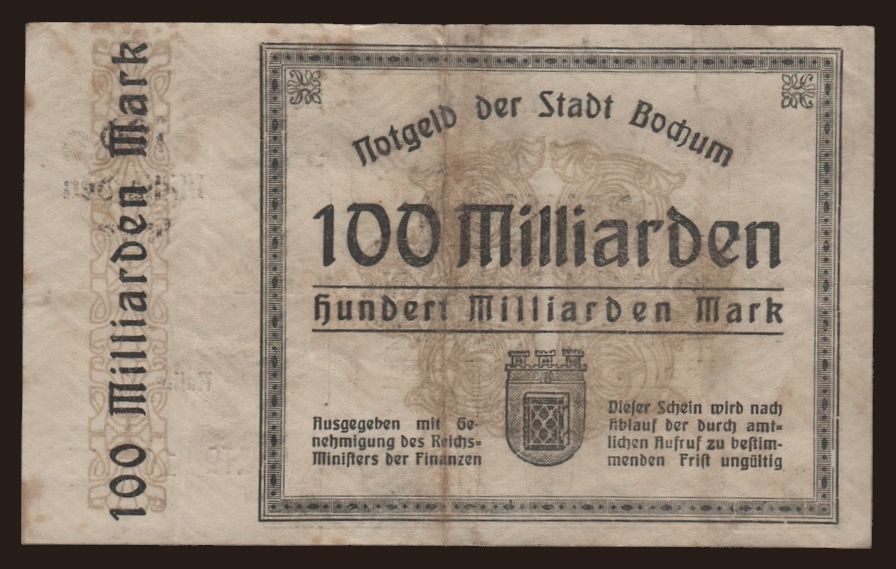 100 Milliarden Mark
Notgeld der Stadt Bochum
100 Milliarden
Hundert Milliarden Mark
Ausgegeben mit Ge-
nehmigung des Reichs-
Ministers der Finanzen
Dieser Schein wird nach
Ablauf der durch amt-
lichen Aufruf zu bestim-
menden Frist ungültig